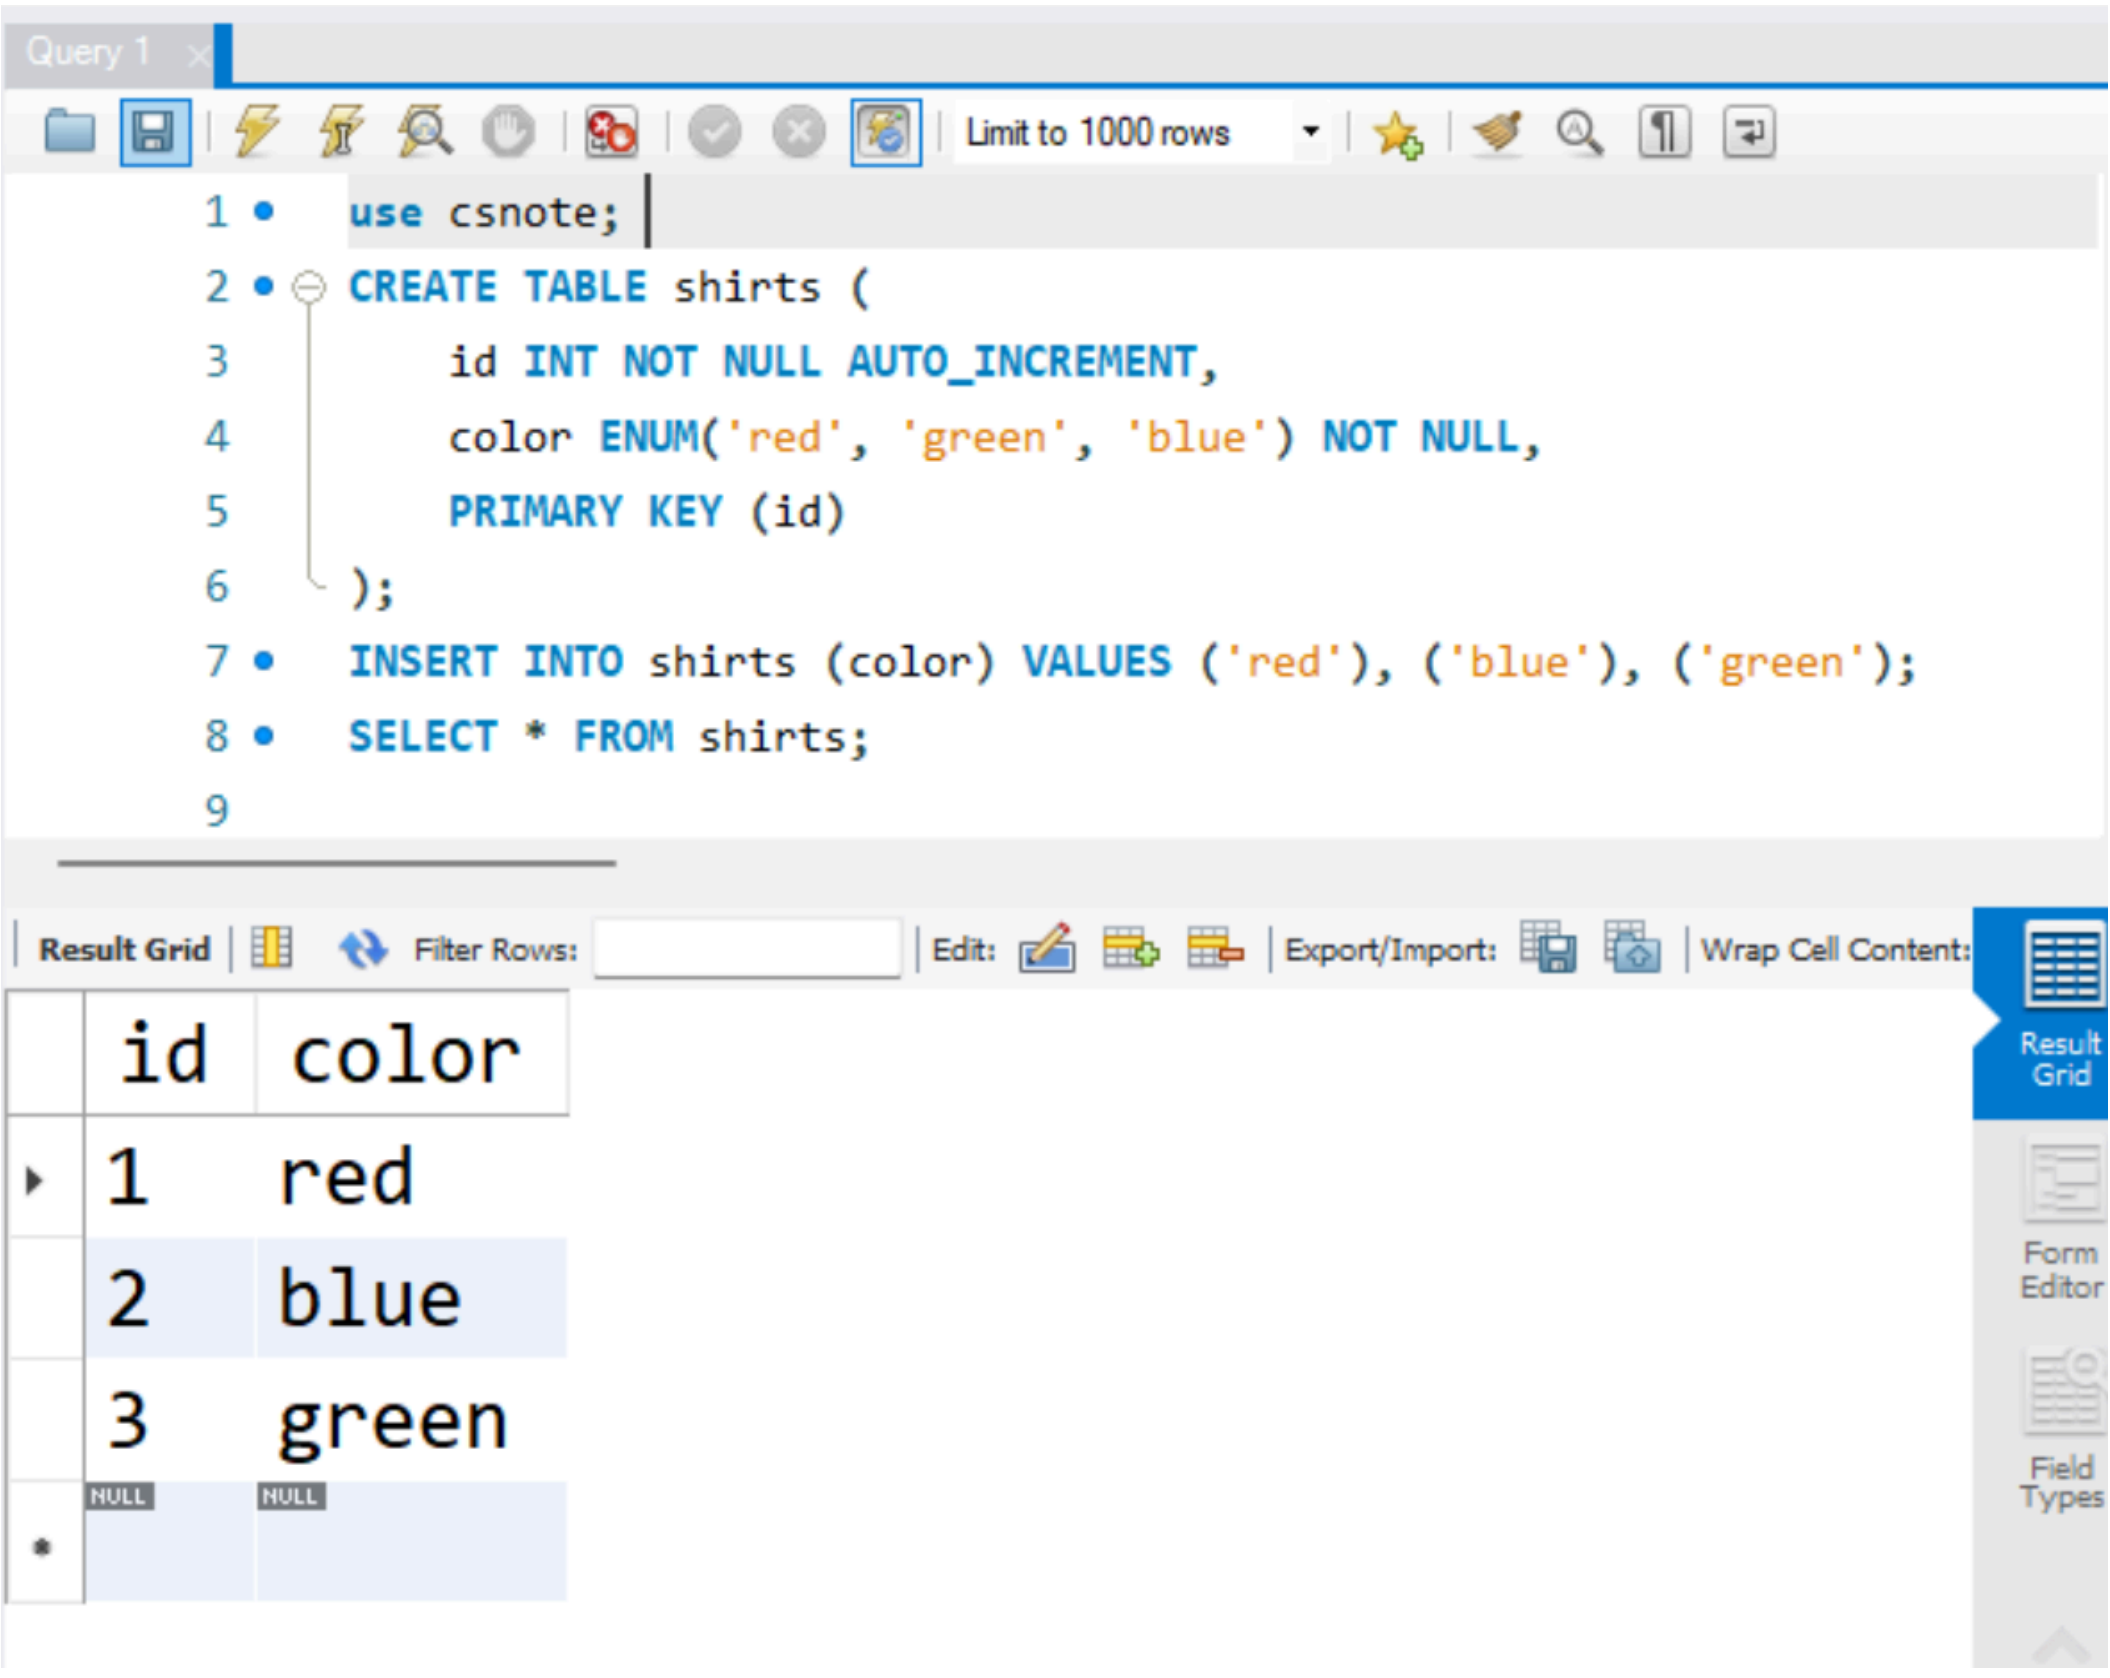 Query 1
Limit to 1000 rows
1 use csnote;
2 CREATE TABLE shirts (
3 id INT NOT NULL AUTO_INCREMENT,
4 color ENUM('red', 'green', 'blue') NOT NULL,
5 PRIMARY KEY (id)
6 );
7 INSERT INTO shirts (color) VALUES ('red'), ('blue'), ('green');
8 SELECT * FROM shirts;
9
Result Grid Filter Rows: Edit: Export/Import: Wrap Cell Content:
id color
1 red
2 blue
3 green
NULL NULL
Result
Grid
Form
Editor
Field
Types